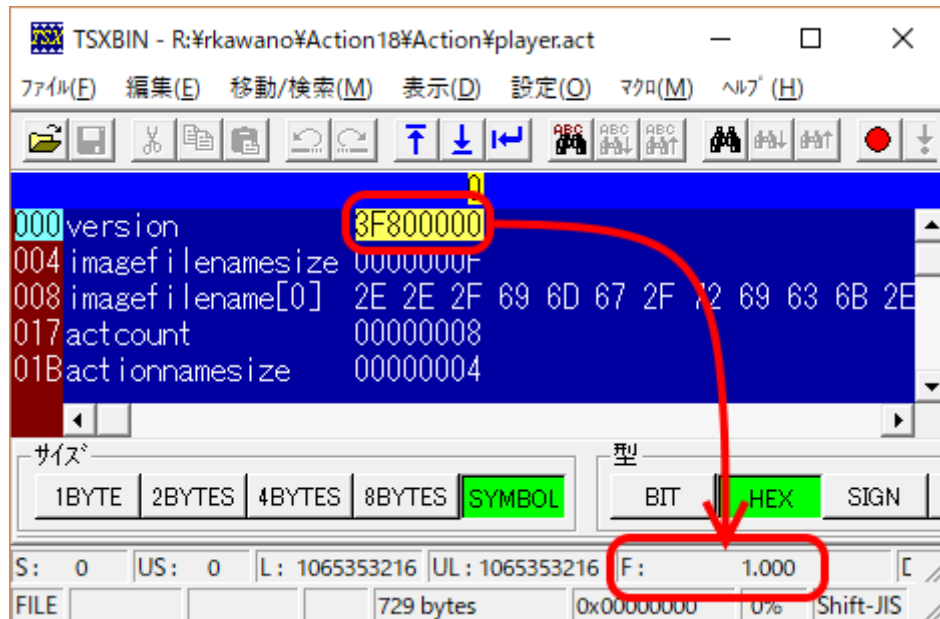 TSXBIN - R:¥rkawano¥Action18¥Action¥player.act
ファイル(F) 編集(E) 移動/検索(M) 表示(D) 設定(O) マクロ(M) ヘルプ(H)
ABC ABC ABC
0
000 version 3F800000
004 imagefilenamesize 0000000F
008 imagefilename[0] 2E 2E 2F 69 6D 67 2F 72 69 63 6B 2E
017 actcount 00000008
01B actionnamesize 00000004
サイズ 型
1BYTE 2BYTES 4BYTES 8BYTES SYMBOL BIT HEX SIGN
S: 0 US: 0 L: 1065353216 UL: 1065353216 F: 1.000
FILE 729 bytes 0x00000000 0% Shift-JIS